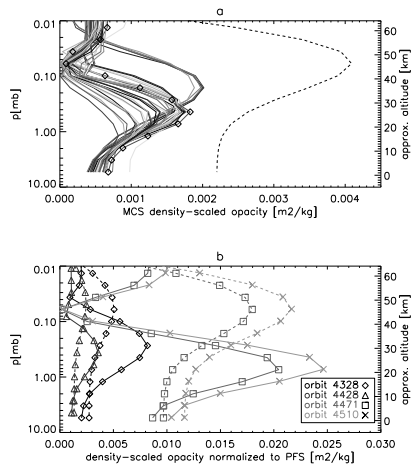 a
0.01
0.10
1.00
10.00
p[mb]
60
50
40
30
20
10
0
approx. altitude [km]
0.000 0.001 0.002 0.003 0.004
MCS density-scaled opacity [m2/kg]
b
0.01
0.10
1.00
10.00
p[mb]
60
50
40
30
20
10
0
approx. altitude [km]
orbit 4328
orbit 4428
orbit 4471
orbit 4510
0.000 0.005 0.010 0.015 0.020 0.025 0.030
density-scaled opacity normalized to PFS [m2/kg]